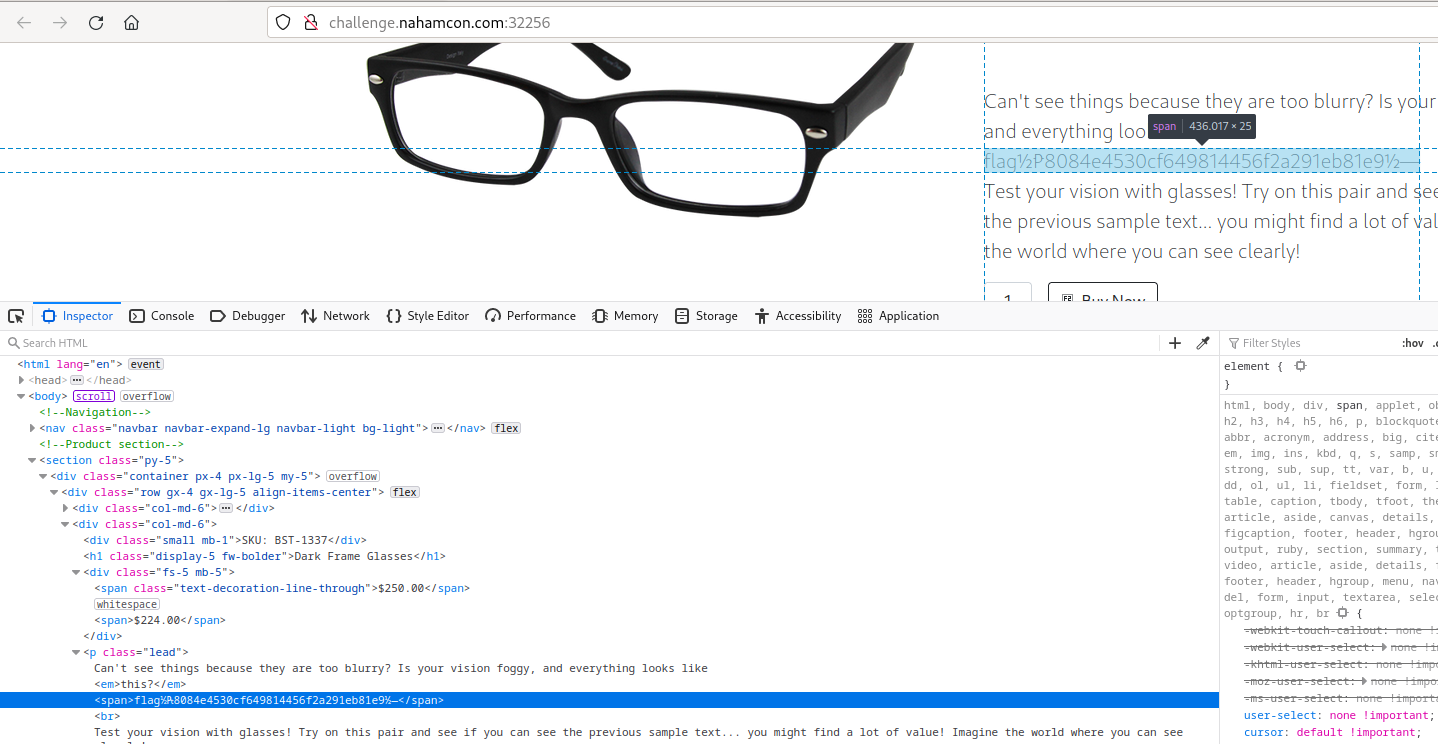 challenge.nahamcon.com:32256
Can't see things because they are too blurry? Is your
and everything loo
span 436.017 × 25
flag½P8084e4530cf649814456f2a291eb81e9½—
Test your vision with glasses! Try on this pair and see
the previous sample text... you might find a lot of val
the world where you can see clearly!
1 Buy Now
Inspector Console Debugger Network Style Editor Performance Memory Storage Accessibility Application
Search HTML
Filter Styles :hov
<html lang="en"> event
<head> ··· </head>
<body> scroll overflow
<!--Navigation-->
<nav class="navbar navbar-expand-lg navbar-light bg-light"> ··· </nav> flex
<!--Product section-->
<section class="py-5">
<div class="container px-4 px-lg-5 my-5"> overflow
<div class="row gx-4 gx-lg-5 align-items-center"> flex
<div class="col-md-6"> ··· </div>
<div class="col-md-6">
<div class="small mb-1">SKU: BST-1337</div>
<h1 class="display-5 fw-bolder">Dark Frame Glasses</h1>
<div class="fs-5 mb-5">
<span class="text-decoration-line-through">$250.00</span>
whitespace
<span>$224.00</span>
</div>
<p class="lead">
Can't see things because they are too blurry? Is your vision foggy, and everything looks like
<em>this?</em>
<span>flag½₧8084e4530cf649814456f2a291eb81e9½—</span>
<br>
Test your vision with glasses! Try on this pair and see if you can see the previous sample text... you might find a lot of value! Imagine the world where you can see
element {
}
html, body, div, span, applet, ob
h2, h3, h4, h5, h6, p, blockquote
abbr, acronym, address, big, cite
em, img, ins, kbd, q, s, samp, sm
strong, sub, sup, tt, var, b, u,
dd, ol, ul, li, fieldset, form, l
table, caption, tbody, tfoot, the
article, aside, canvas, details,
figcaption, footer, header, hgrou
output, ruby, section, summary, t
video, article, aside, details, f
footer, header, hgroup, menu, nav
del, form, input, textarea, selec
optgroup, hr, br {
-webkit-touch-callout: none !i
-webkit-user-select: none !im
-khtml-user-select: none !impo
-moz-user-select: none !impor
-ms-user-select: none !importa
user-select: none !important;
cursor: default !important;